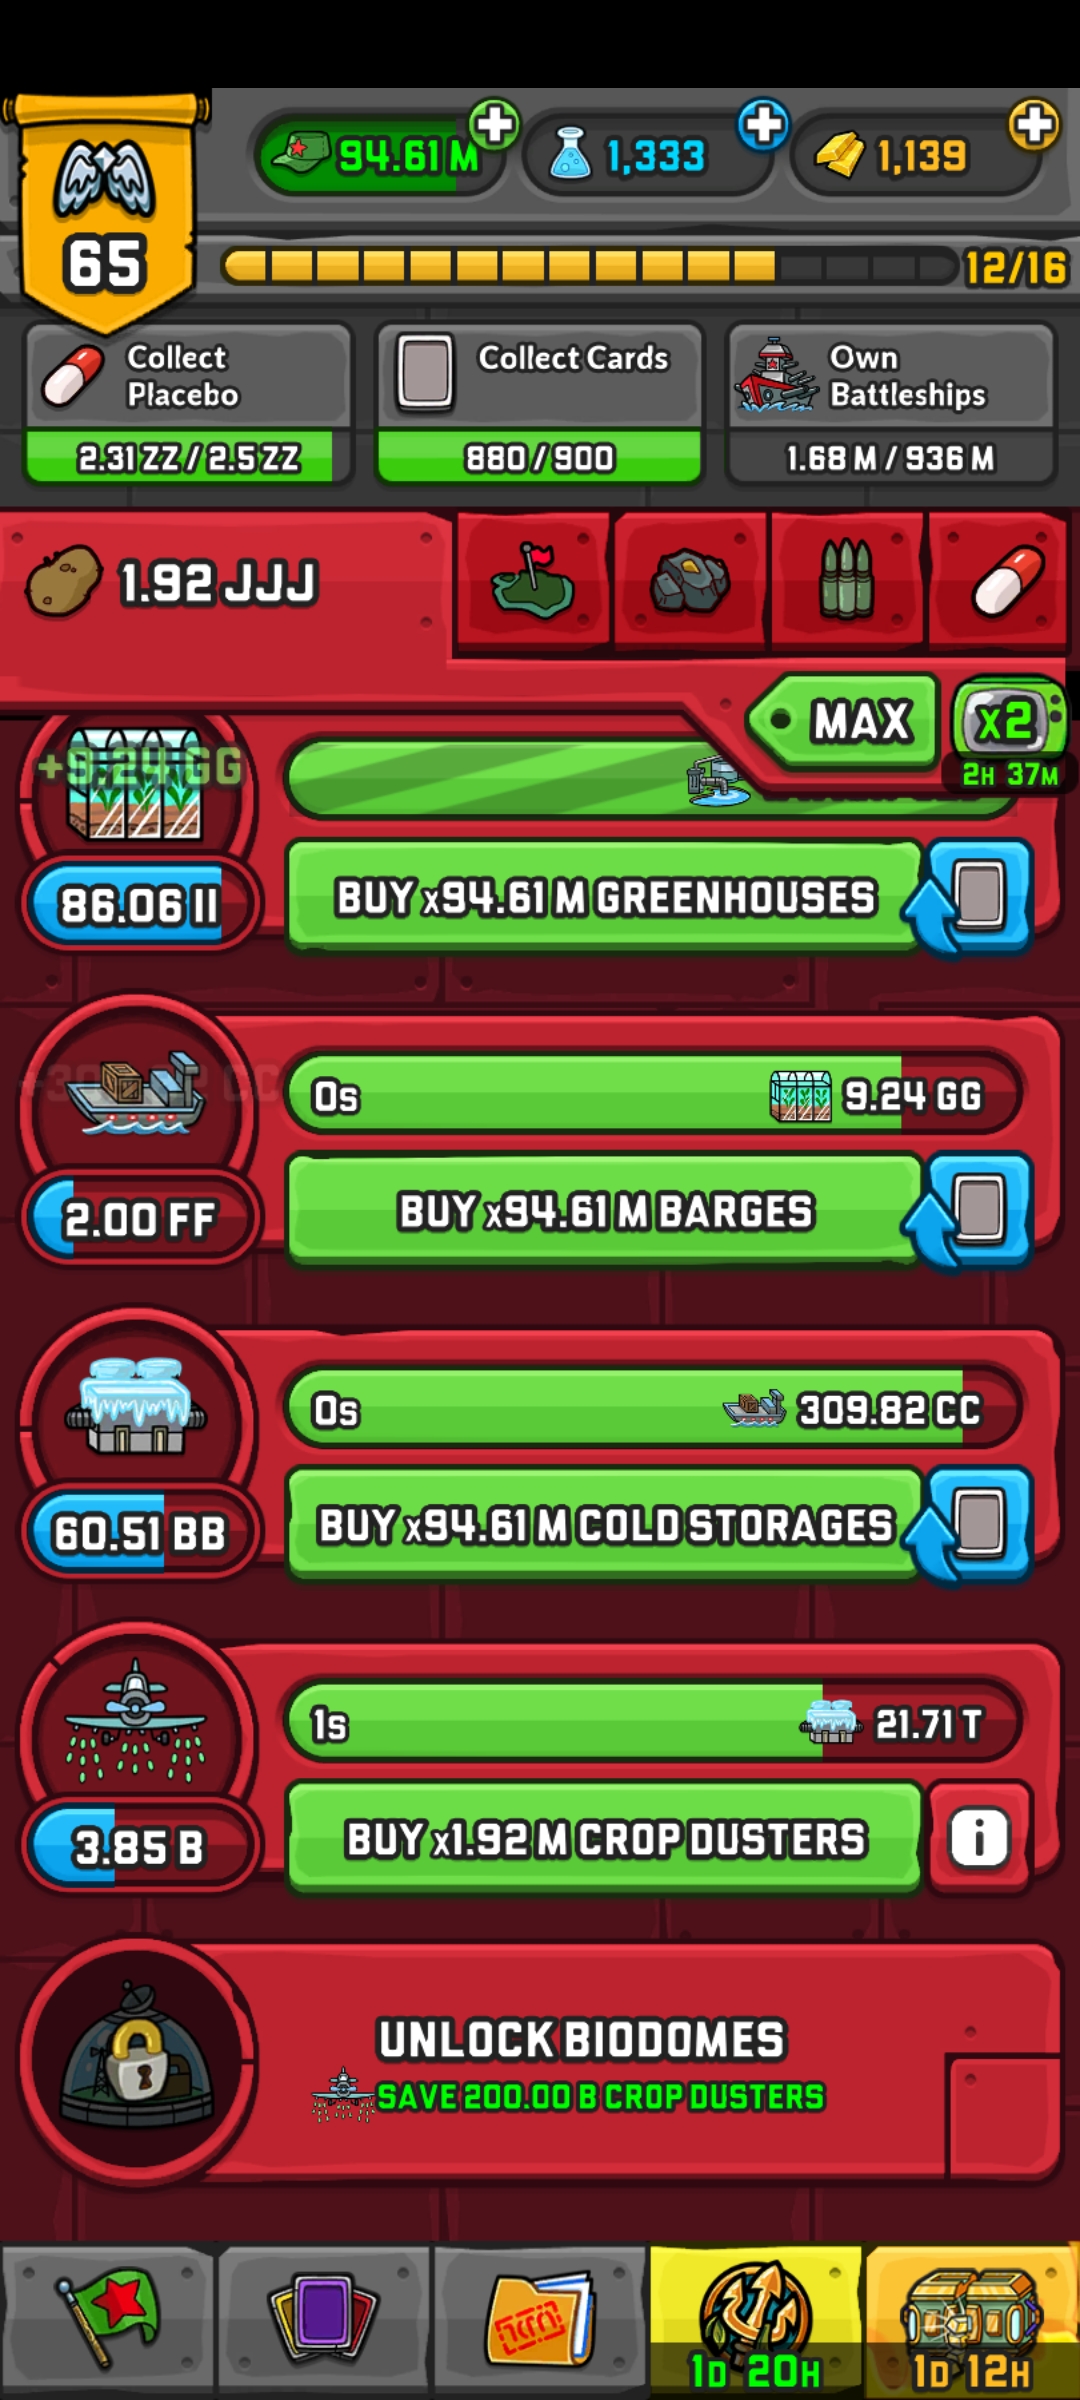 94.61 M
1,333
1,139
65
12/16
Collect
Placebo
Collect Cards
Own
Battleships
2.31 ZZ / 2.5 ZZ
880 / 900
1.68 M / 936 M
1.92 JJJ
MAX
x2
2H 37M
+9.24 GG
86.06 II
BUY x94.61 M GREENHOUSES
0s
9.24 GG
2.00 FF
BUY x94.61 M BARGES
0s
309.82 CC
60.51 BB
BUY x94.61 M COLD STORAGES
1s
21.71 T
3.85 B
BUY x1.92 M CROP DUSTERS
i
UNLOCK BIODOMES
SAVE 200.00 B CROP DUSTERS
1D 20H
1D 12H